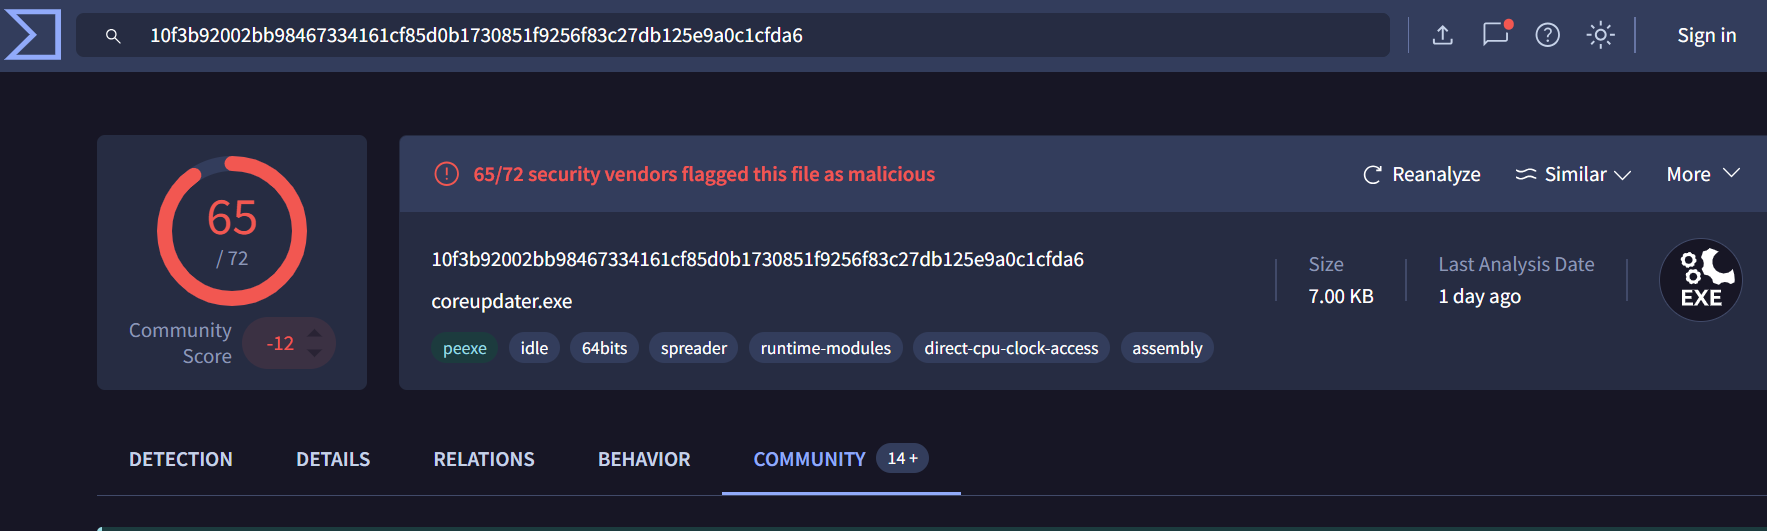 10f3b92002bb98467334161cf85d0b1730851f9256f83c27db125e9a0c1cfda6
Sign in
65
/ 72
Community
Score
-12
65/72 security vendors flagged this file as malicious
Reanalyze
Similar
More
10f3b92002bb98467334161cf85d0b1730851f9256f83c27db125e9a0c1cfda6
coreupdater.exe
peexe
idle
64bits
spreader
runtime-modules
direct-cpu-clock-access
assembly
Size
7.00 KB
Last Analysis Date
1 day ago
EXE
DETECTION
DETAILS
RELATIONS
BEHAVIOR
COMMUNITY
14 +